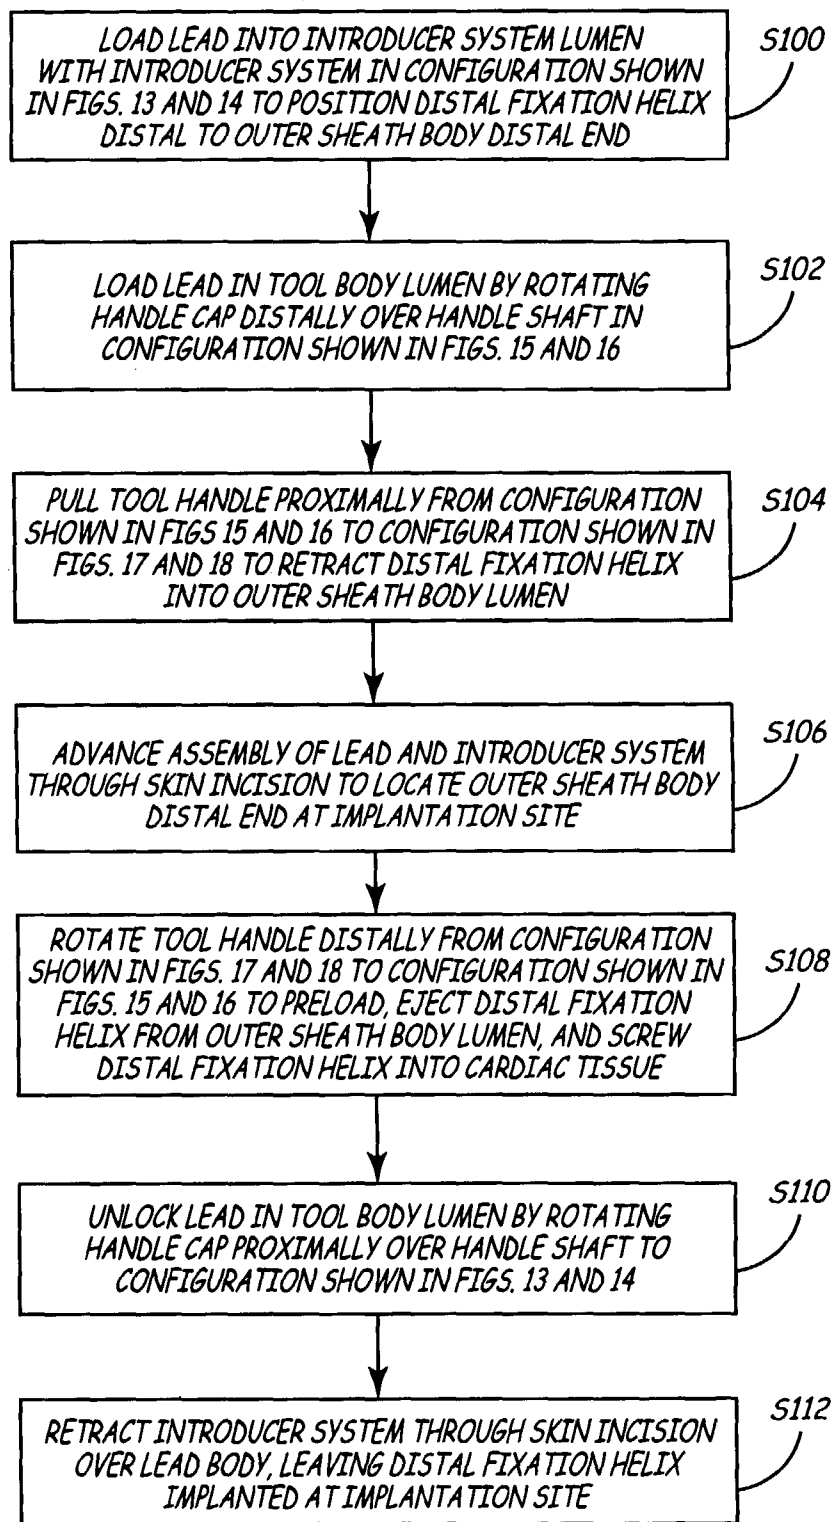 LOAD LEAD INTO INTRODUCER SYSTEM LUMEN
WITH INTRODUCER SYSTEM IN CONFIGURATION SHOWN
IN FIGS. 13 AND 14 TO POSITION DISTAL FIXATION HELIX
DISTAL TO OUTER SHEATH BODY DISTAL END
S100
LOAD LEAD IN TOOL BODY LUMEN BY ROTATING
HANDLE CAP DISTALLY OVER HANDLE SHAFT IN
CONFIGURATION SHOWN IN FIGS. 15 AND 16
S102
PULL TOOL HANDLE PROXIMALLY FROM CONFIGURATION
SHOWN IN FIGS 15 AND 16 TO CONFIGURATION SHOWN IN
FIGS. 17 AND 18 TO RETRACT DISTAL FIXATION HELIX
INTO OUTER SHEATH BODY LUMEN
S104
ADVANCE ASSEMBLY OF LEAD AND INTRODUCER SYSTEM
THROUGH SKIN INCISION TO LOCATE OUTER SHEATH BODY
DISTAL END AT IMPLANTATION SITE
S106
ROTATE TOOL HANDLE DISTALLY FROM CONFIGURATION
SHOWN IN FIGS. 17 AND 18 TO CONFIGURATION SHOWN IN
FIGS. 15 AND 16 TO PRELOAD, EJECT DISTAL FIXATION
HELIX FROM OUTER SHEATH BODY LUMEN, AND SCREW
DISTAL FIXATION HELIX INTO CARDIAC TISSUE
S108
UNLOCK LEAD IN TOOL BODY LUMEN BY ROTATING
HANDLE CAP PROXIMALLY OVER HANDLE SHAFT TO
CONFIGURATION SHOWN IN FIGS. 13 AND 14
S110
RETRACT INTRODUCER SYSTEM THROUGH SKIN INCISION
OVER LEAD BODY, LEAVING DISTAL FIXATION HELIX
IMPLANTED AT IMPLANTATION SITE
S112